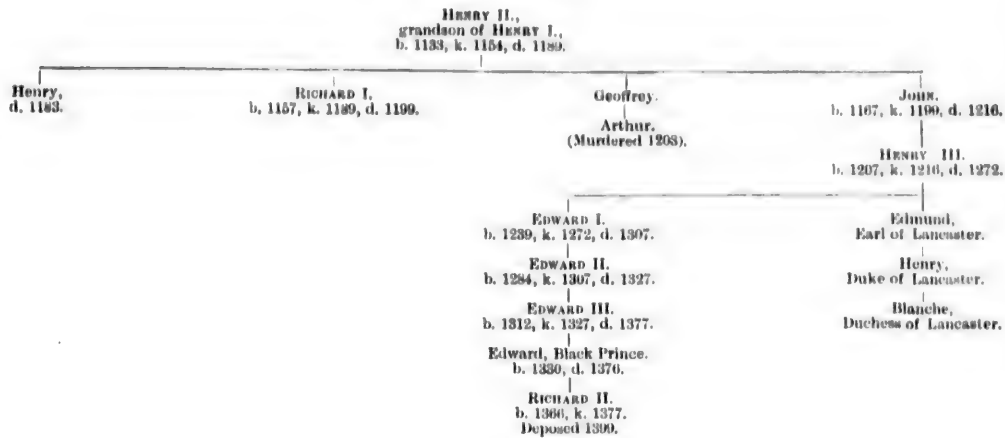 HENRY II.,
grandson of HENRY I.,
b. 1133, k. 1154, d. 1189.
Henry,
d. 1183.
RICHARD I.
b. 1157, k. 1189, d. 1199.
Geoffrey.
Arthur.
(Murdered 1203).
JOHN.
b. 1167, k. 1199, d. 1216.
HENRY III.
b. 1207, k. 1216, d. 1272.
EDWARD I.
b. 1239, k. 1272, d. 1307.
EDWARD II.
b. 1284, k. 1307, d. 1327.
EDWARD III.
b. 1312, k. 1327, d. 1377.
Edward, Black Prince.
b. 1330, d. 1376.
RICHARD II.
b. 1366, k. 1377.
Deposed 1399.
Edmund,
Earl of Lancaster.
Henry,
Duke of Lancaster.
Blanche,
Duchess of Lancaster.